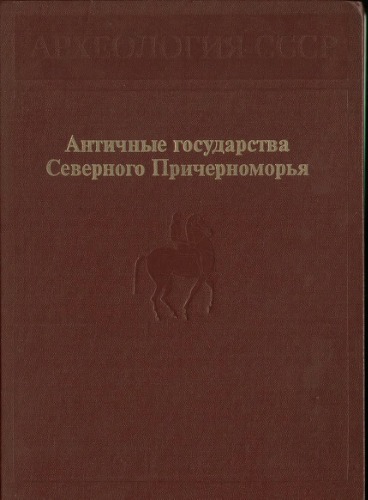 АРХЕОЛОГИЯ СССР
Античные государства
Северного Причерноморья